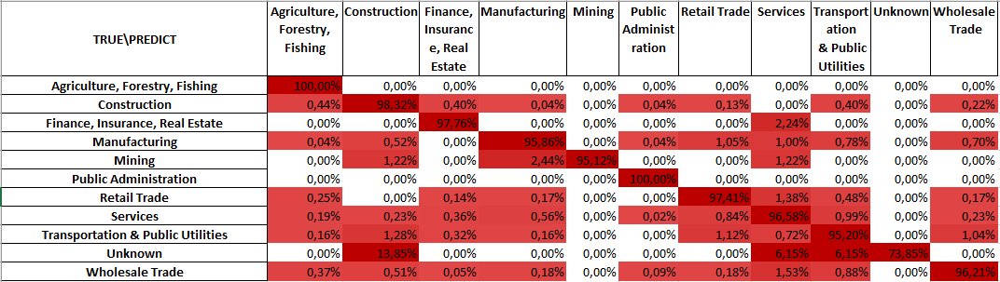 TRUE\PREDICT Agriculture, Forestry, Fishing Construction Finance, Insuranc e, Real Estate Manufacturing Mining Public Administ ration Retail Trade Services Transport ation & Public Utilities Unknown Wholesale Trade
Agriculture, Forestry, Fishing 100,00% 0,00% 0,00% 0,00% 0,00% 0,00% 0,00% 0,00% 0,00% 0,00% 0,00%
Construction 0,44% 98,32% 0,40% 0,04% 0,00% 0,04% 0,13% 0,00% 0,40% 0,00% 0,22%
Finance, Insurance, Real Estate 0,00% 0,00% 97,76% 0,00% 0,00% 0,00% 0,00% 2,24% 0,00% 0,00% 0,00%
Manufacturing 0,04% 0,52% 0,00% 95,86% 0,00% 0,04% 1,05% 1,00% 0,78% 0,00% 0,70%
Mining 0,00% 1,22% 0,00% 2,44% 95,12% 0,00% 0,00% 1,22% 0,00% 0,00% 0,00%
Public Administration 0,00% 0,00% 0,00% 0,00% 0,00% 100,00% 0,00% 0,00% 0,00% 0,00% 0,00%
Retail Trade 0,25% 0,00% 0,14% 0,17% 0,00% 0,00% 97,41% 1,38% 0,48% 0,00% 0,17%
Services 0,19% 0,23% 0,36% 0,56% 0,00% 0,02% 0,84% 96,58% 0,99% 0,00% 0,23%
Transportation & Public Utilities 0,16% 1,28% 0,32% 0,16% 0,00% 0,00% 1,12% 0,72% 95,20% 0,00% 1,04%
Unknown 0,00% 13,85% 0,00% 0,00% 0,00% 0,00% 0,00% 6,15% 6,15% 73,85% 0,00%
Wholesale Trade 0,37% 0,51% 0,05% 0,18% 0,00% 0,09% 0,18% 1,53% 0,88% 0,00% 96,21%